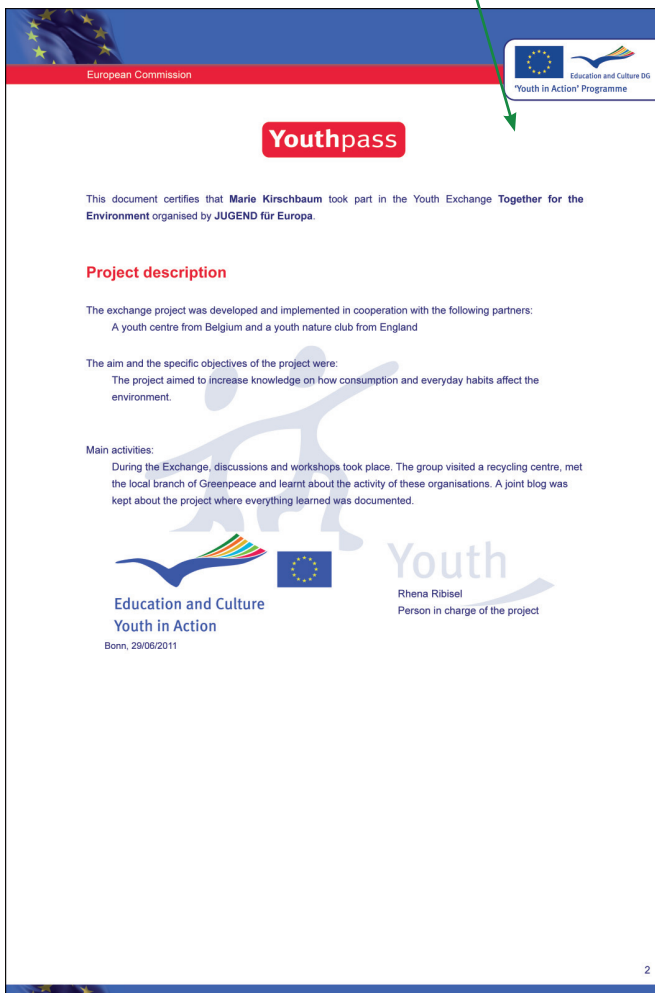 European Commission
Education and Culture DG
'Youth in Action' Programme
Youthpass
This document certifies that Marie Kirschbaum took part in the Youth Exchange Together for the
Environment organised by JUGEND für Europa.
Project description
The exchange project was developed and implemented in cooperation with the following partners:
A youth centre from Belgium and a youth nature club from England
The aim and the specific objectives of the project were:
The project aimed to increase knowledge on how consumption and everyday habits affect the
environment.
Main activities:
During the Exchange, discussions and workshops took place. The group visited a recycling centre, met
the local branch of Greenpeace and learnt about the activity of these organisations. A joint blog was
kept about the project where everything learned was documented.
Youth
Education and Culture
Youth in Action
Rhena Ribisel
Person in charge of the project
Bonn, 29/06/2011
2